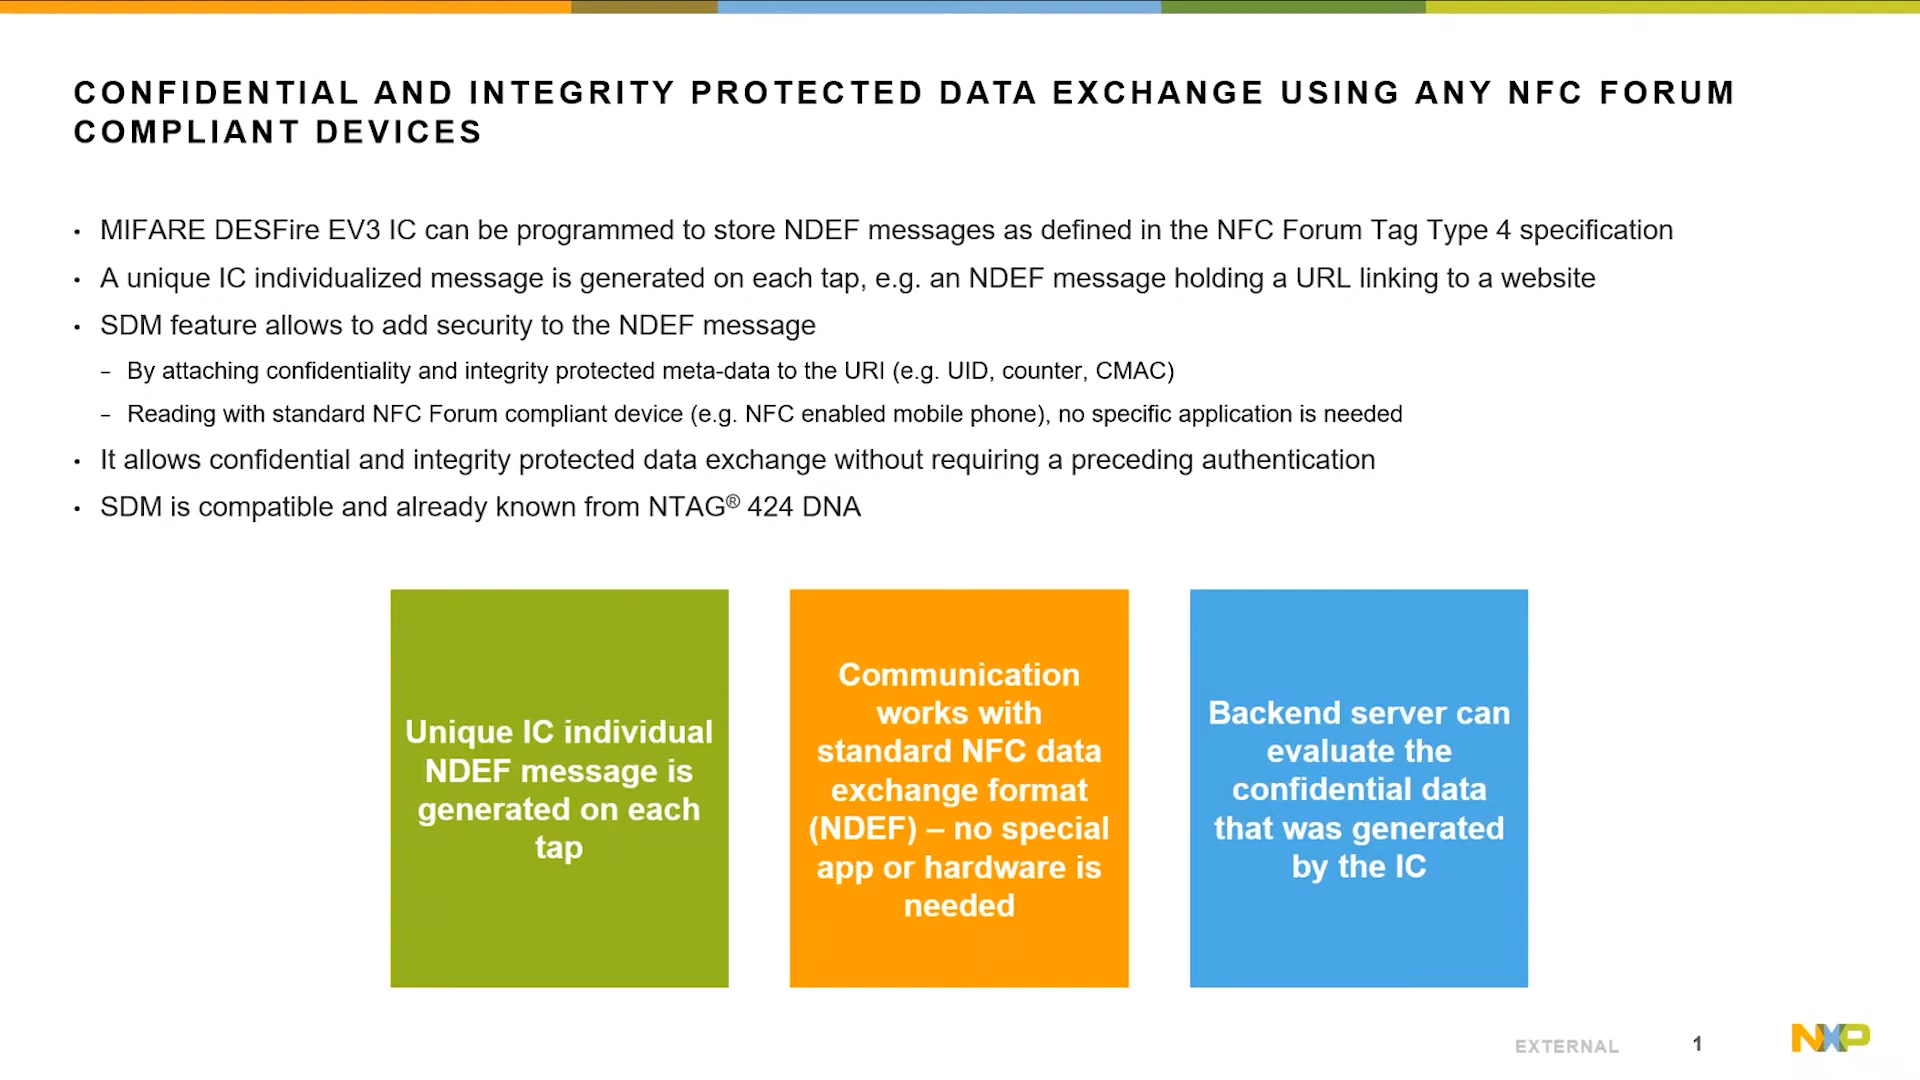 CONFIDENTIAL AND INTEGRITY PROTECTED DATA EXCHANGE USING ANY NFC FORUM
COMPLIANT DEVICES
• MIFARE DESFire EV3 IC can be programmed to store NDEF messages as defined in the NFC Forum Tag Type 4 specification
• A unique IC individualized message is generated on each tap, e.g. an NDEF message holding a URL linking to a website
• SDM feature allows to add security to the NDEF message
– By attaching confidentiality and integrity protected meta-data to the URI (e.g. UID, counter, CMAC)
– Reading with standard NFC Forum compliant device (e.g. NFC enabled mobile phone), no specific application is needed
• It allows confidential and integrity protected data exchange without requiring a preceding authentication
• SDM is compatible and already known from NTAG® 424 DNA
Unique IC individual
NDEF message is
generated on each
tap
Communication
works with
standard NFC data
exchange format
(NDEF) – no special
app or hardware is
needed
Backend server can
evaluate the
confidential data
that was generated
by the IC
EXTERNAL
1
NXP